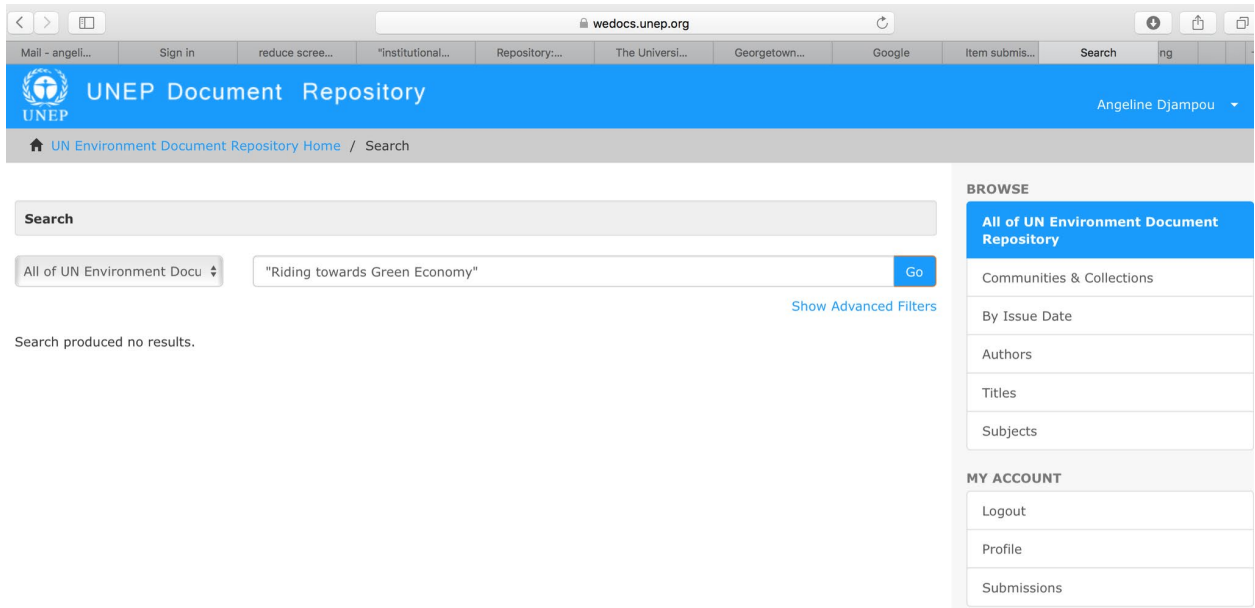 wedocs.unep.org
Mail - angeli... Sign in reduce scree... "institutional... Repository:... The Universi... Georgetown... Google Item submis... Search ng
UNEP
UNEP Document Repository
Angeline Djampou
UN Environment Document Repository Home / Search
Search
All of UN Environment Docu "Riding towards Green Economy" Go
Show Advanced Filters
Search produced no results.
BROWSE
All of UN Environment Document
Repository
Communities & Collections
By Issue Date
Authors
Titles
Subjects
MY ACCOUNT
Logout
Profile
Submissions